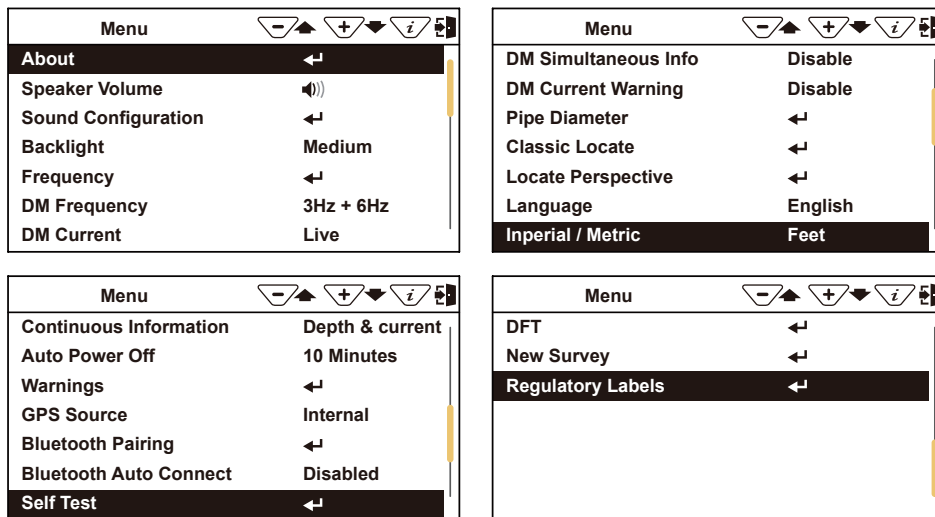 Menu - + i
About
Speaker Volume
Sound Configuration
Backlight Medium
Frequency
DM Frequency 3Hz + 6Hz
DM Current Live
Menu - + i
DM Simultaneous Info Disable
DM Current Warning Disable
Pipe Diameter
Classic Locate
Locate Perspective
Language English
Inperial / Metric Feet
Menu - + i
Continuous Information Depth & current
Auto Power Off 10 Minutes
Warnings
GPS Source Internal
Bluetooth Pairing
Bluetooth Auto Connect Disabled
Self Test
Menu - + i
DFT
New Survey
Regulatory Labels